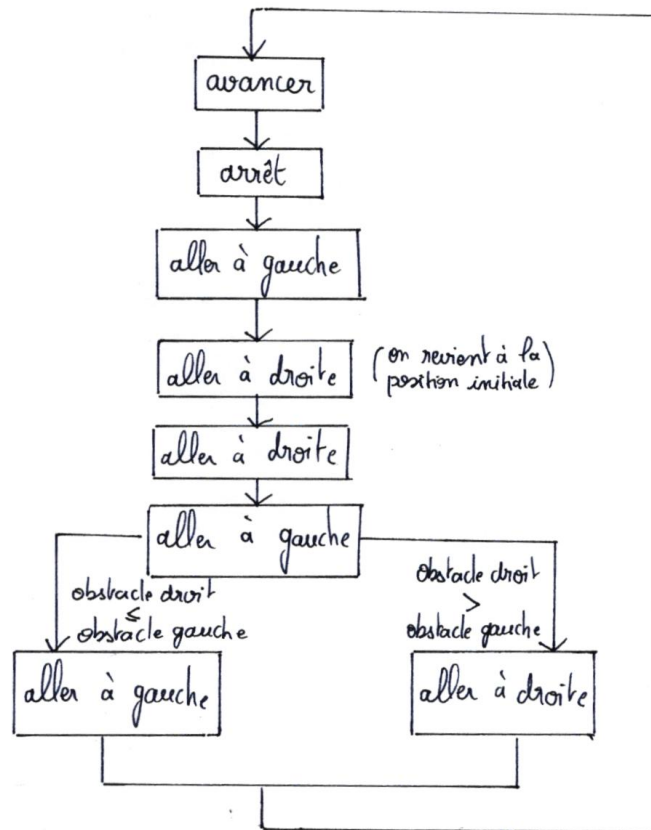 avancer
arrêt
aller à gauche
aller à droite
(on revient à la
position initiale)
aller à droite
aller à gauche
obstacle droit
≤
obstacle gauche
obstacle droit
>
obstacle gauche
aller à gauche
aller à droite